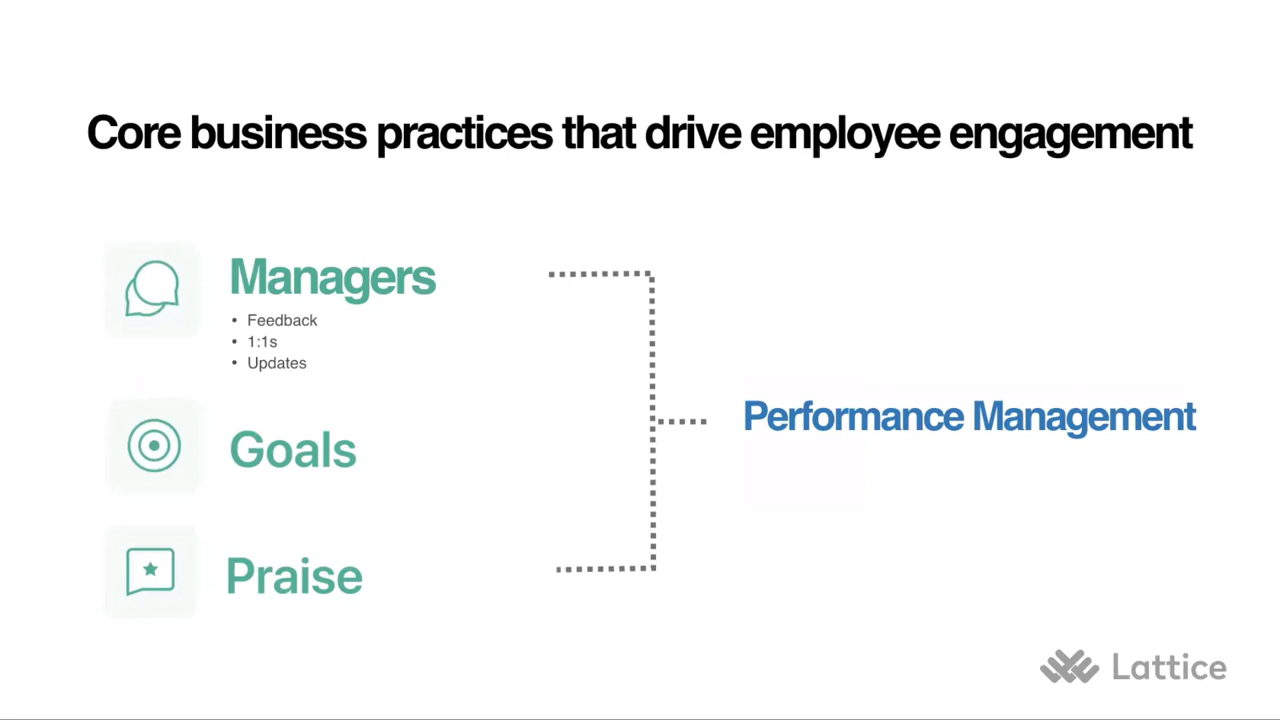 Core business practices that drive employee engagement
Managers
• Feedback
• 1:1s
• Updates
Goals
Praise
Performance Management
Lattice